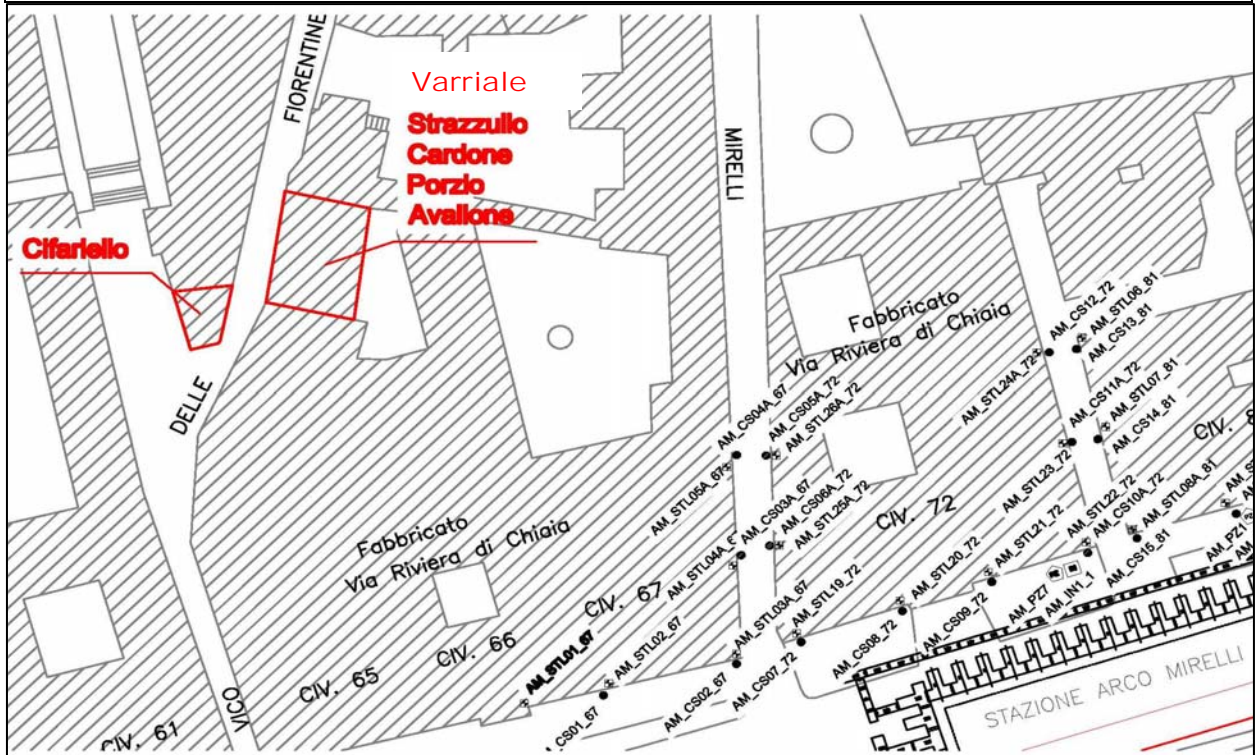 FIORENTINE
Varriale
Strazzullo
Cardone
Porzio
Avallone
MIRELLI
Cifariello
DELLE
VICO
Fabbricato
Via Riviera di Chiaia
Fabbricato
Via Riviera di Chiaia
CIV. 61
CIV. 65
CIV. 66
CIV. 67
CIV. 72
AM_CS12_72
AM_STL06_81
AM_CS13_81
AM_STL24A_72
AM_CS11A_72
AM_STL07_81
AM_CS14_81
AM_STL23_72
AM_CS04A_67
AM_CS05A_72
AM_STL26A_72
AM_STL05A_67
AM_CS03A_67
AM_CS06A_72
AM_STL25A_72
AM_STL22_72
AM_CS10A_72
AM_STL08A_81
AM_CS15_81
AM_STL21_72
AM_STL20_72
AM_CS09_72
AM_PZ7
AM_IN1_1
AM_STL03A_67
AM_STL19_72
AM_CS08_72
AM_CS07_72
AM_CS02_67
AM_STL02_67
AM_STL01_67
STAZIONE ARCO MIRELLI